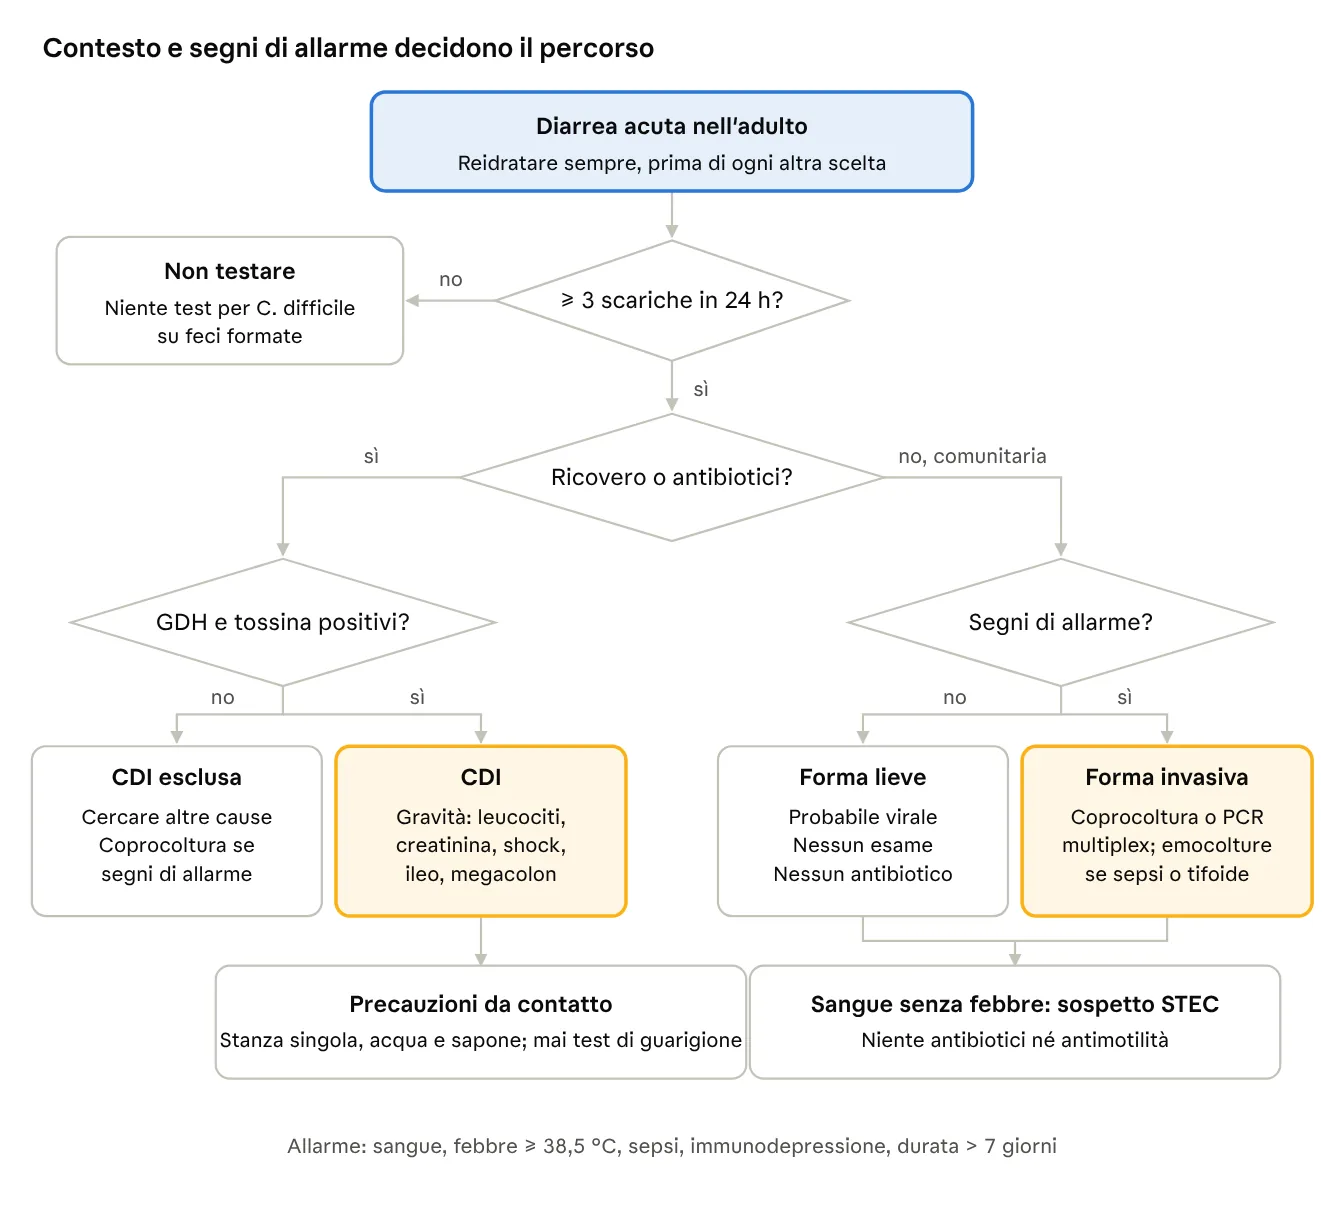 Contesto e segni di allarme decidono il percorso
Diarrea acuta nell'adulto
Reidratare sempre, prima di ogni altra scelta
Non testare
Niente test per C. difficile
su feci formate
no
≥ 3 scariche in 24 h?
sì
sì
Ricovero o antibiotici?
no, comunitaria
GDH e tossina positivi?
Segni di allarme?
no
sì
no
sì
CDI esclusa
Cercare altre cause
Coprocoltura se
segni di allarme
CDI
Gravità: leucociti,
creatinina, shock,
ileo, megacolon
Forma lieve
Probabile virale
Nessun esame
Nessun antibiotico
Forma invasiva
Coprocoltura o PCR
multiplex; emocolture
se sepsi o tifoide
Precauzioni da contatto
Stanza singola, acqua e sapone; mai test di guarigione
Sangue senza febbre: sospetto STEC
Niente antibiotici né antimotilità
Allarme: sangue, febbre ≥ 38,5 °C, sepsi, immunodepressione, durata > 7 giorni